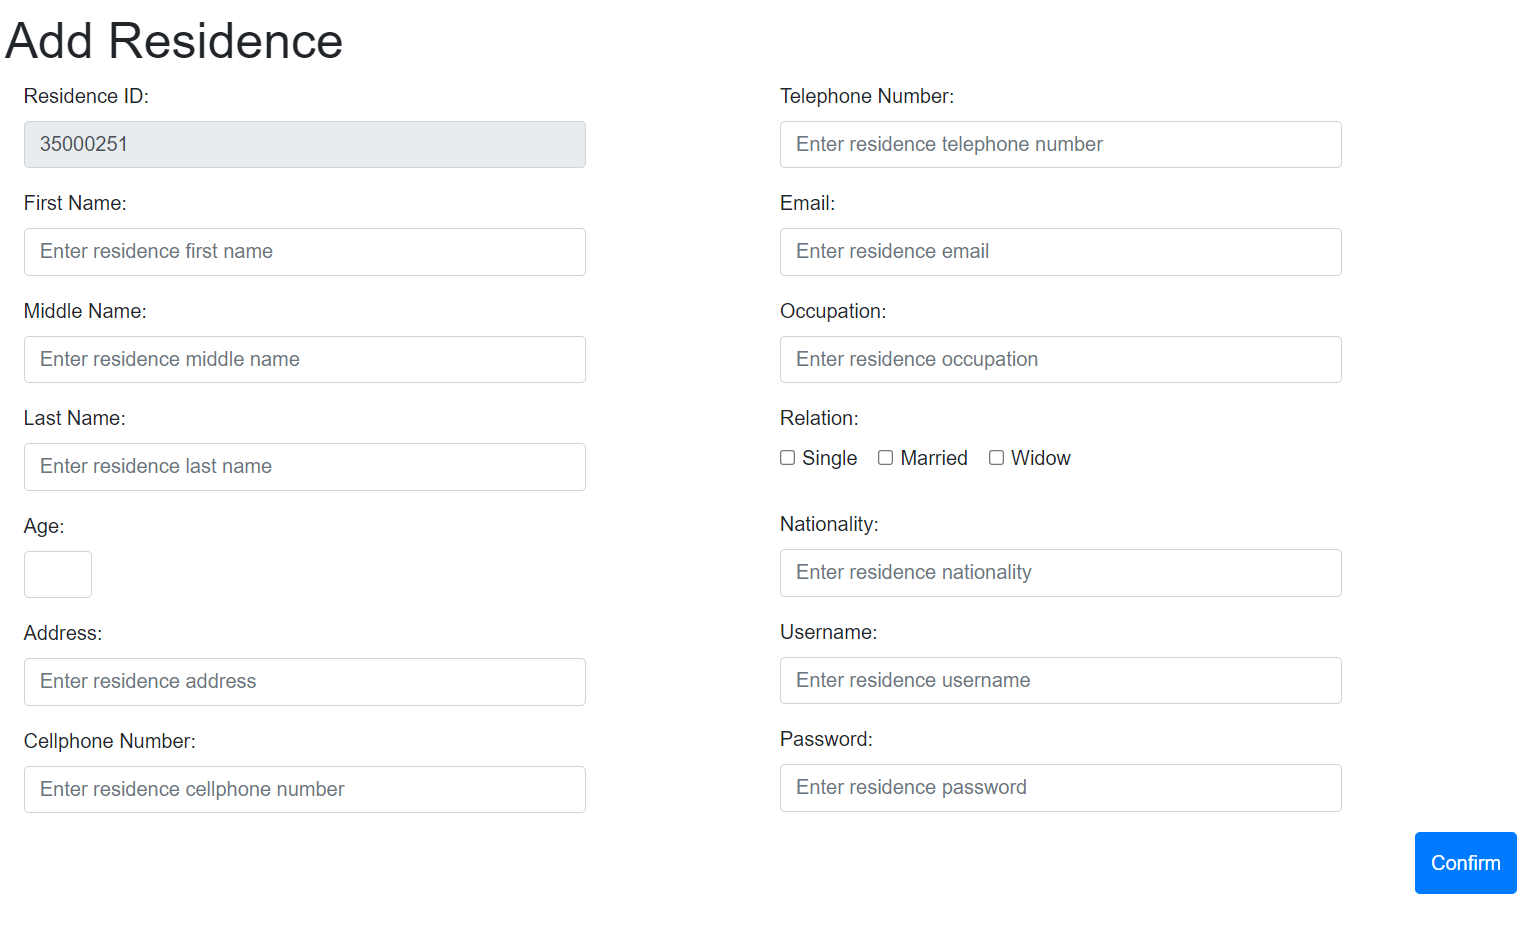 Add Residence
Residence ID:
35000251
First Name:
Enter residence first name
Middle Name:
Enter residence middle name
Last Name:
Enter residence last name
Age:
Address:
Enter residence address
Cellphone Number:
Enter residence cellphone number
Telephone Number:
Enter residence telephone number
Email:
Enter residence email
Occupation:
Enter residence occupation
Relation:
Single Married Widow
Nationality:
Enter residence nationality
Username:
Enter residence username
Password:
Enter residence password
Confirm